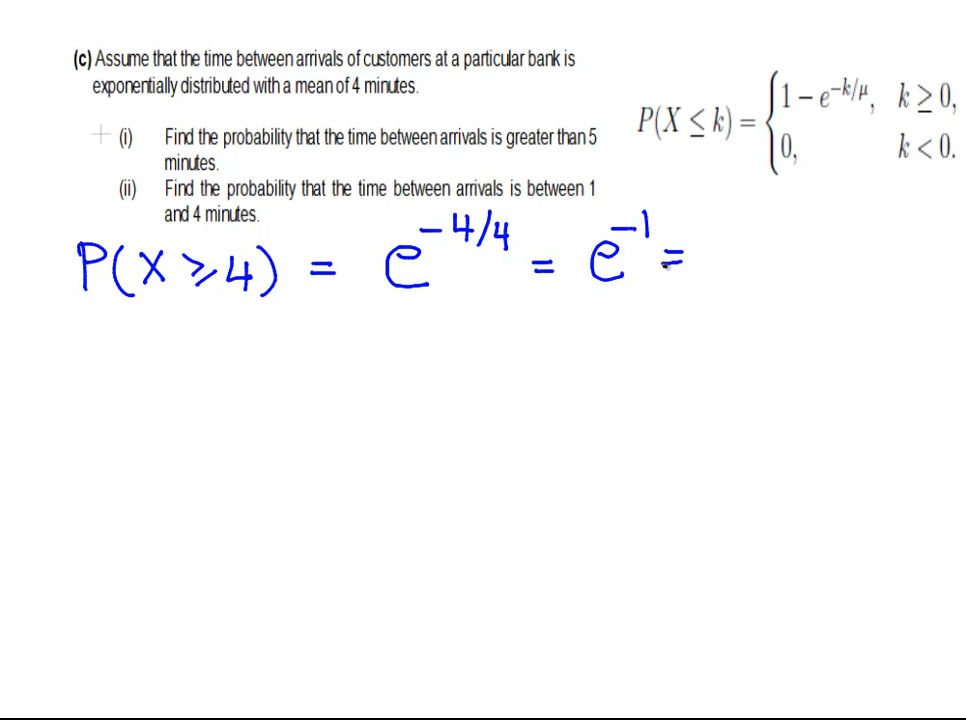 (c) Assume that the time between arrivals of customers at a particular bank is
exponentially distributed with a mean of 4 minutes.
P(X ≤ k) = { 1 − e^{−k/μ}, k ≥ 0,
0, k < 0.
(i) Find the probability that the time between arrivals is greater than 5
minutes.
(ii) Find the probability that the time between arrivals is between 1
and 4 minutes.
P(X ≥ 4) = e^{−4/4} = e^{−1} =